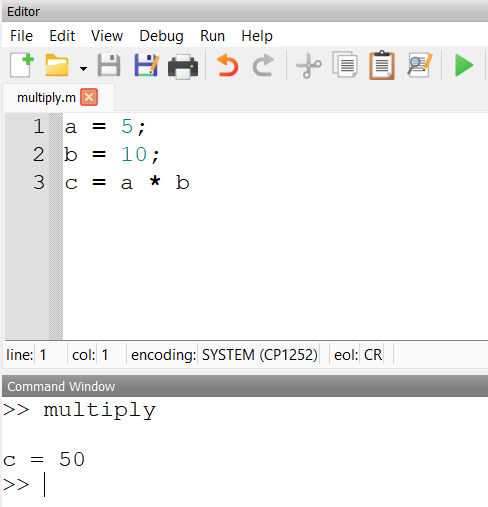 Editor
File Edit View Debug Run Help
multiply.m
1 a = 5;
2 b = 10;
3 c = a * b
line: 1 col: 1 encoding: SYSTEM (CP1252) eol: CR
Command Window
>> multiply
c = 50
>>